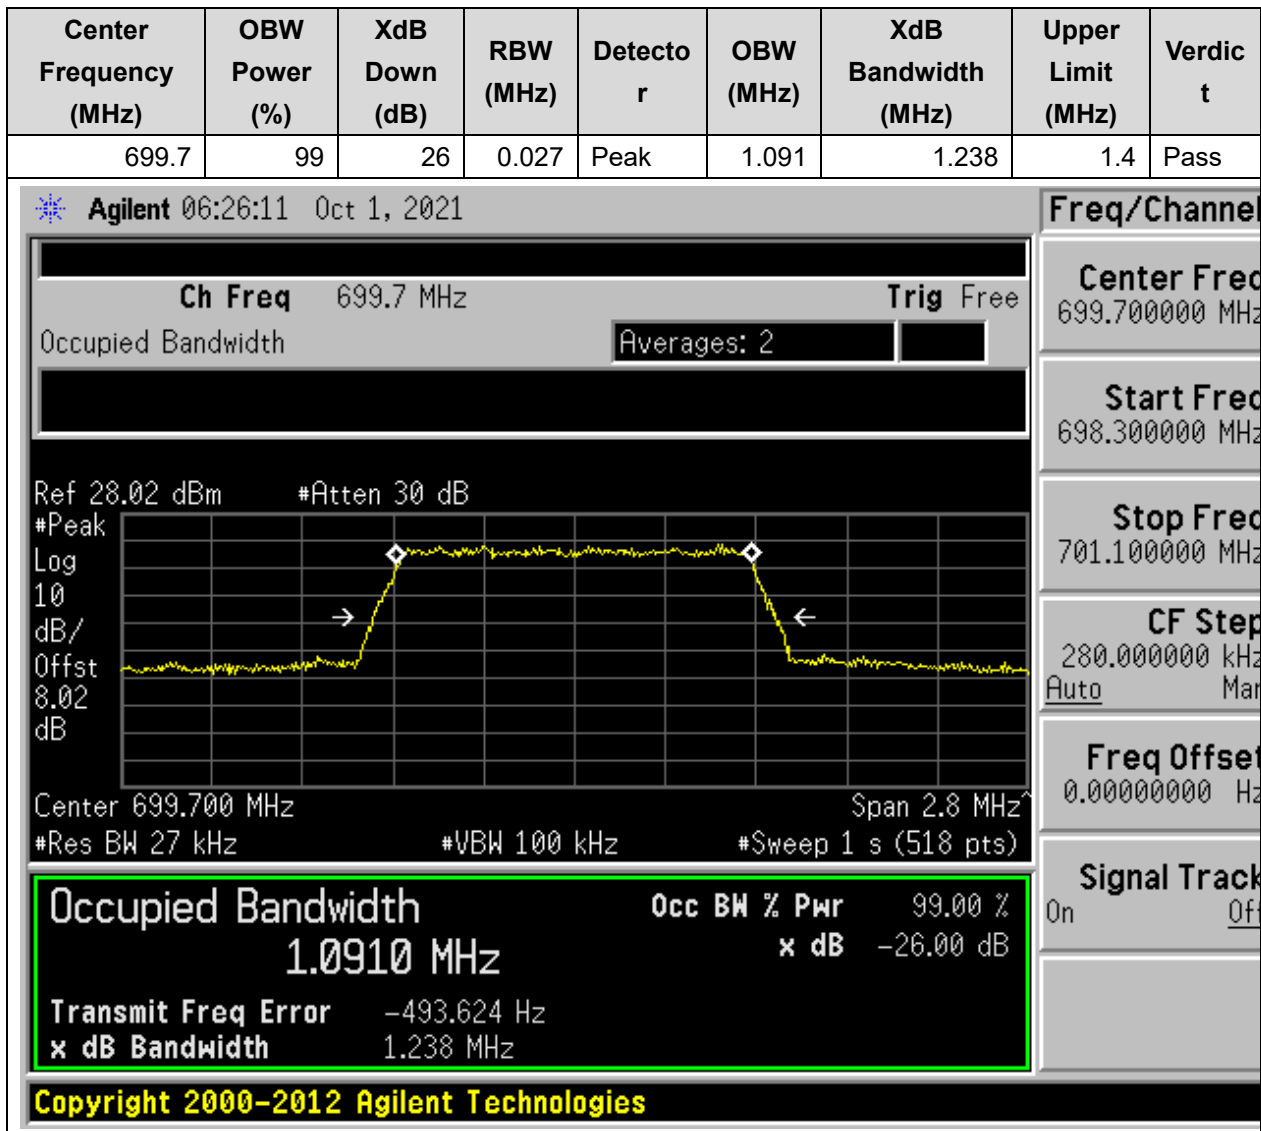 Center Frequency (MHz) OBW Power (%) XdB Down (dB) RBW (MHz) Detecto r OBW (MHz) XdB Bandwidth (MHz) Upper Limit (MHz) Verdic t
699.7 99 26 0.027 Peak 1.091 1.238 1.4 Pass
Agilent 06:26:11 Oct 1, 2021
Ch Freq 699.7 MHz Trig Free
Occupied Bandwidth Averages: 2
Ref 28.02 dBm #Atten 30 dB
#Peak
Log
10
dB/
Offst
8.02
dB
Center 699.700 MHz Span 2.8 MHz^
#Res BW 27 kHz #VBW 100 kHz #Sweep 1 s (518 pts)
Occupied Bandwidth Occ BW % Pwr 99.00 %
1.0910 MHz x dB -26.00 dB
Transmit Freq Error -493.624 Hz
x dB Bandwidth 1.238 MHz
Copyright 2000-2012 Agilent Technologies
Freq/Channel
Center Freq
699.700000 MHz
Start Freq
698.300000 MHz
Stop Freq
701.100000 MHz
CF Step
280.000000 kHz
Auto Man
Freq Offset
0.00000000 Hz
Signal Track
On Off